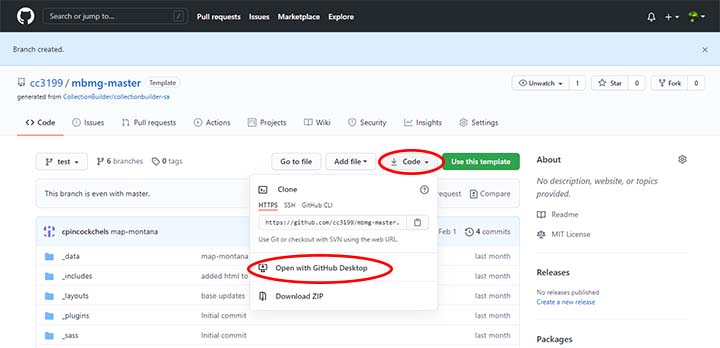 Search or jump to... /
Pull requests Issues Marketplace Explore
Branch created.
cc3199 / mbmg-master Template
generated from CollectionBuilder/collectionbuilder-sa
Unwatch 1 Star 0 Fork 0
Code Issues Pull requests Actions Projects Wiki Security Insights Settings
test 6 branches 0 tags Go to file Add file Code Use this template
This branch is even with master. request Compare
Clone
HTTPS SSH GitHub CLI
https://github.com/cc3199/mbmg-master.
Use Git or checkout with SVN using the web URL.
Open with GitHub Desktop
Download ZIP
cpincockchels map-montana Feb 1 4 commits
_data map-montana last month
_includes added html to last month
_layouts base updates last month
_plugins Initial commit last month
_sass Initial commit last month
About
No description, website, or topics
provided.
Readme
MIT License
Releases
No releases published
Create a new release
Packages